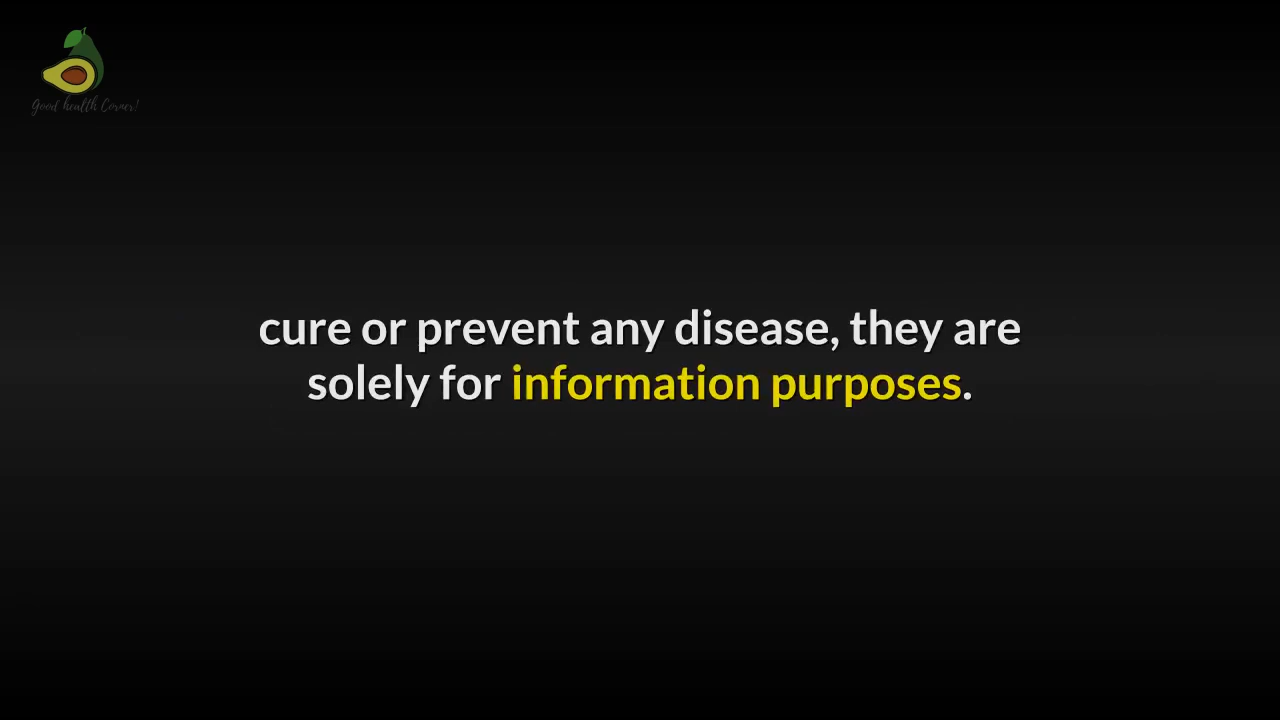 Good health Corner!
cure or prevent any disease, they are
solely for information purposes.